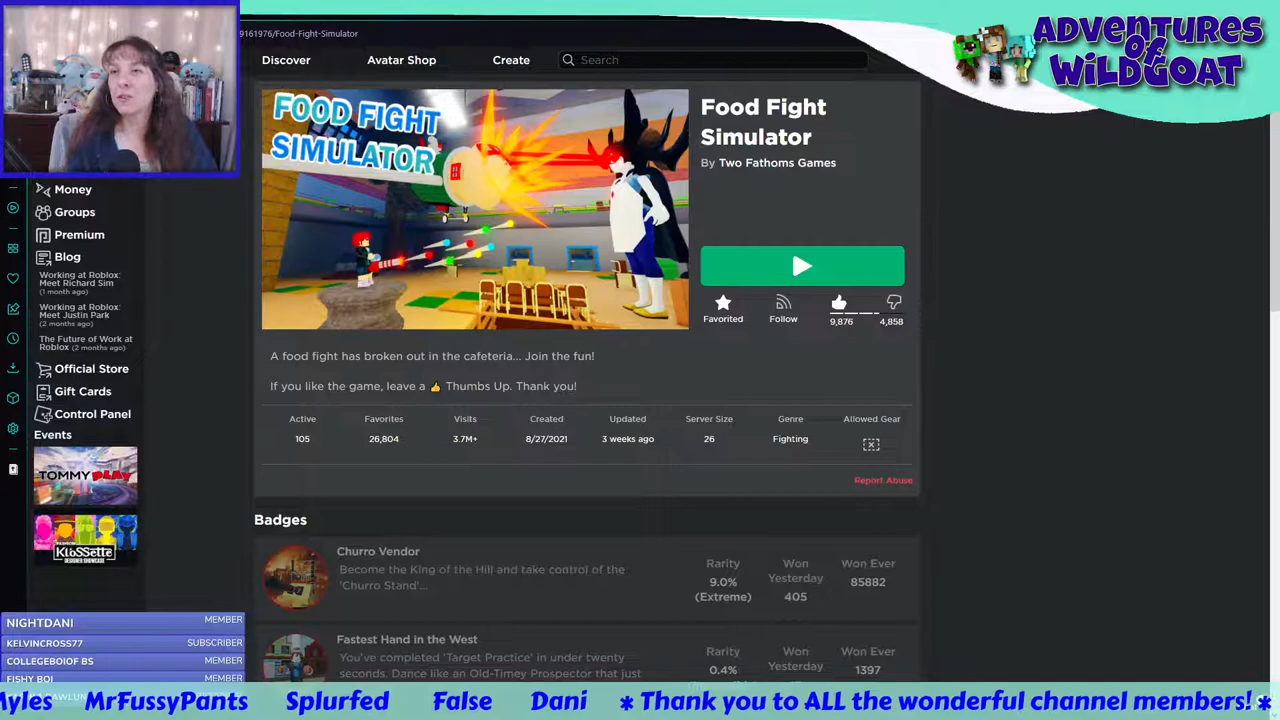 9161976/Food-Fight-Simulator
Discover
Avatar Shop
Create
Search
ADVENTURES
OF
WILDGOAT
FOOD FIGHT
SIMULATOR
Food Fight
Simulator
By Two Fathoms Games
Favorited
Follow
9,876
4,858
Money
Groups
Premium
Blog
Working at Roblox:
Meet Richard Sim
(1 month ago)
Working at Roblox:
Meet Justin Park
(2 months ago)
The Future of Work at
Roblox (2 months ago)
Official Store
Gift Cards
Control Panel
Events
TOMMY PLAY
KLOSSETTE
DESIGNER SHOWCASE
A food fight has broken out in the cafeteria... Join the fun!
If you like the game, leave a 👍 Thumbs Up. Thank you!
Active
Favorites
Visits
Created
Updated
Server Size
Genre
Allowed Gear
105
26,804
3.7M+
8/27/2021
3 weeks ago
26
Fighting
Report Abuse
Badges
Churro Vendor
Become the King of the Hill and take control of the
'Churro Stand'...
Rarity
9.0%
(Extreme)
Won
Yesterday
405
Won Ever
85882
Fastest Hand in the West
You've completed 'Target Practice' in under twenty
seconds. Dance like an Old-Timey Prospector that just
Rarity
0.4%
Won
Yesterday
Won Ever
1397
NIGHTDANI MEMBER
KELVINCROSS77 SUBSCRIBER
COLLEGEBOIOF BS MEMBER
FISHY BOI MEMBER
Myles MrFussyPants Splurfed False Dani * Thank you to ALL the wonderful channel members! *